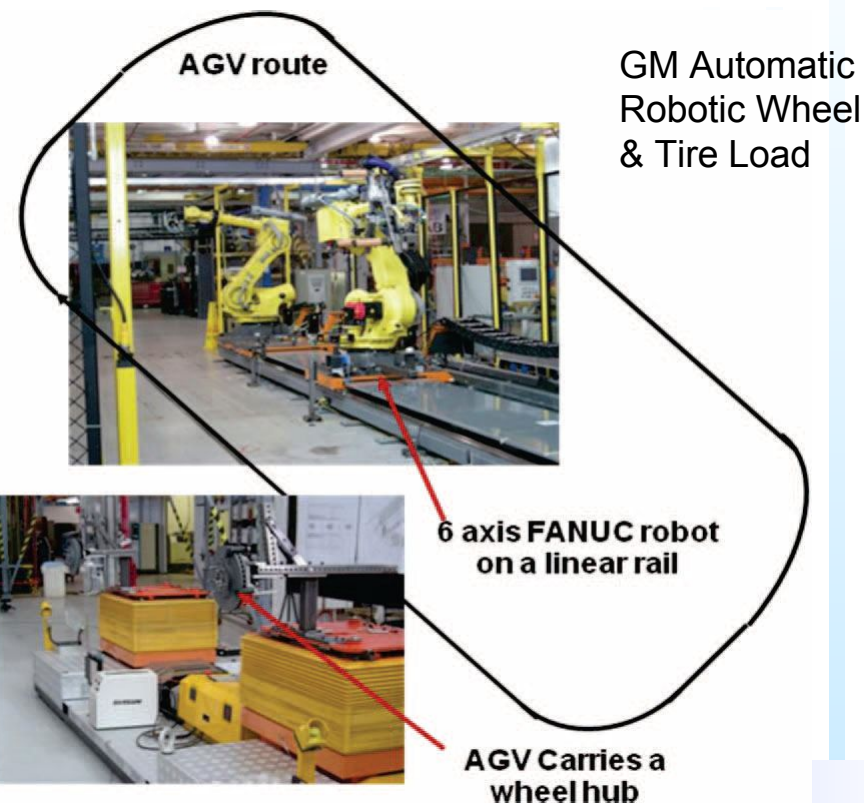 AGV route
GM Automatic
Robotic Wheel
& Tire Load
6 axis FANUC robot
on a linear rail
AGV Carries a
wheel hub